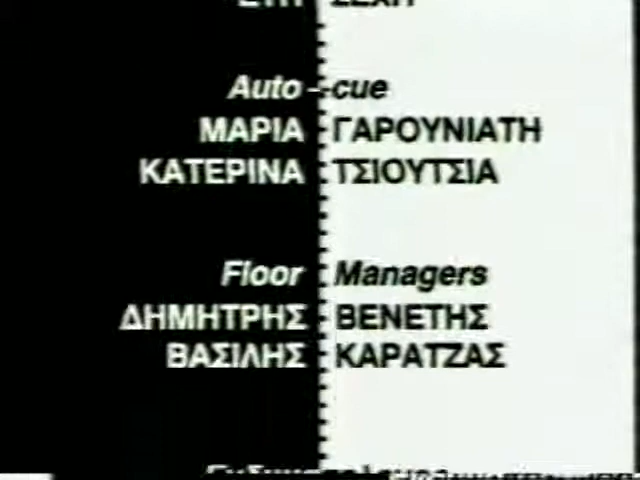 Auto--cue
ΜΑΡΙΑ ΓΑΡΟΥΝΙΑΤΗ
ΚΑΤΕΡΙΝΑ ΤΣΙΟΥΤΣΙΑ
Floor Managers
ΔΗΜΗΤΡΗΣ ΒΕΝΕΤΗΣ
ΒΑΣΙΛΗΣ ΚΑΡΑΤΖΑΣ